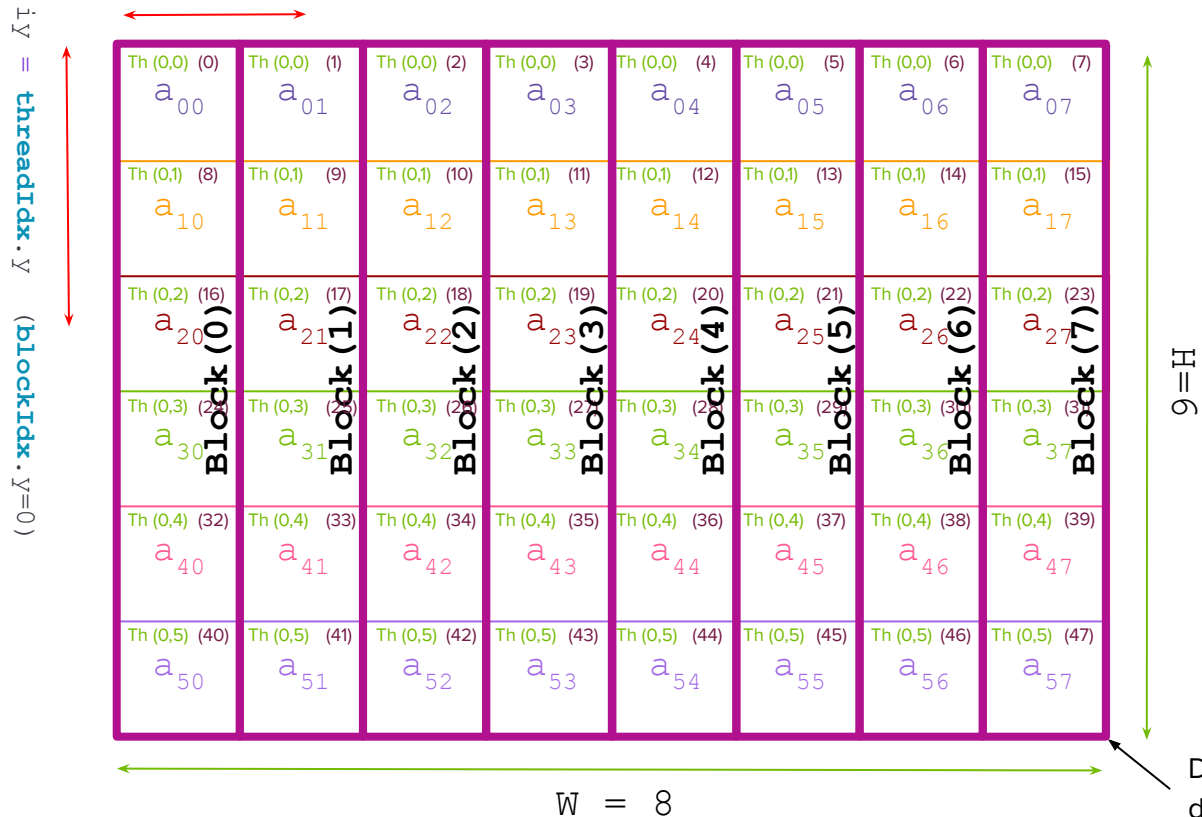 iy = threadIdx.y (blockIdx.y=0)
Th (0,0) (0) Th (0,0) (1) Th (0,0) (2) Th (0,0) (3) Th (0,0) (4) Th (0,0) (5) Th (0,0) (6) Th (0,0) (7)
a00 a01 a02 a03 a04 a05 a06 a07
Th (0,1) (8) Th (0,1) (9) Th (0,1) (10) Th (0,1) (11) Th (0,1) (12) Th (0,1) (13) Th (0,1) (14) Th (0,1) (15)
a10 a11 a12 a13 a14 a15 a16 a17
Th (0,2) (16) Th (0,2) (17) Th (0,2) (18) Th (0,2) (19) Th (0,2) (20) Th (0,2) (21) Th (0,2) (22) Th (0,2) (23)
a20 a21 a22 a23 a24 a25 a26 a27
Block(0) Block(1) Block(2) Block(3) Block(4) Block(5) Block(6) Block(7)
Th (0,3) (24) Th (0,3) (25) Th (0,3) (26) Th (0,3) (27) Th (0,3) (28) Th (0,3) (29) Th (0,3) (30) Th (0,3) (31)
a30 a31 a32 a33 a34 a35 a36 a37
Th (0,4) (32) Th (0,4) (33) Th (0,4) (34) Th (0,4) (35) Th (0,4) (36) Th (0,4) (37) Th (0,4) (38) Th (0,4) (39)
a40 a41 a42 a43 a44 a45 a46 a47
Th (0,5) (40) Th (0,5) (41) Th (0,5) (42) Th (0,5) (43) Th (0,5) (44) Th (0,5) (45) Th (0,5) (46) Th (0,5) (47)
a50 a51 a52 a53 a54 a55 a56 a57
H=6
W = 8